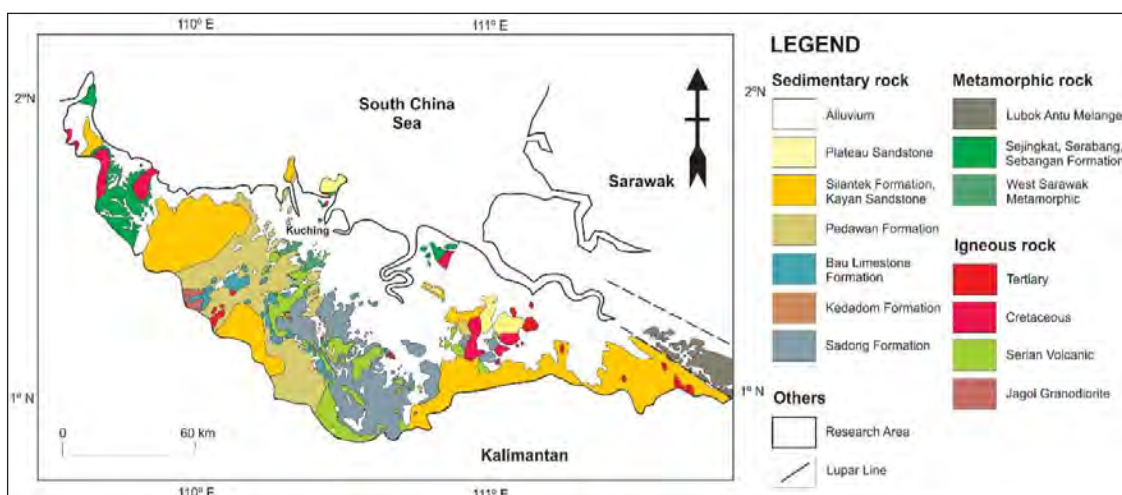 110° E
111° E
2° N
2° N
South China
Sea
Sarawak
Kuching
1° N
1° N
0
60 km
Kalimantan
110° E
111° E
LEGEND
Sedimentary rock
Alluvium
Plateau Sandstone
Silantek Formation,
Kayan Sandstone
Pedawan Formation
Bau Limestone
Formation
Kedadom Formation
Sadong Formation
Others
Research Area
Lupar Line
Metamorphic rock
Lubok Antu Melange
Sejingkat, Serabang,
Sebangan Formation
West Sarawak
Metamorphic
Igneous rock
Tertiary
Cretaceous
Serian Volcanic
Jagoi Granodiorite